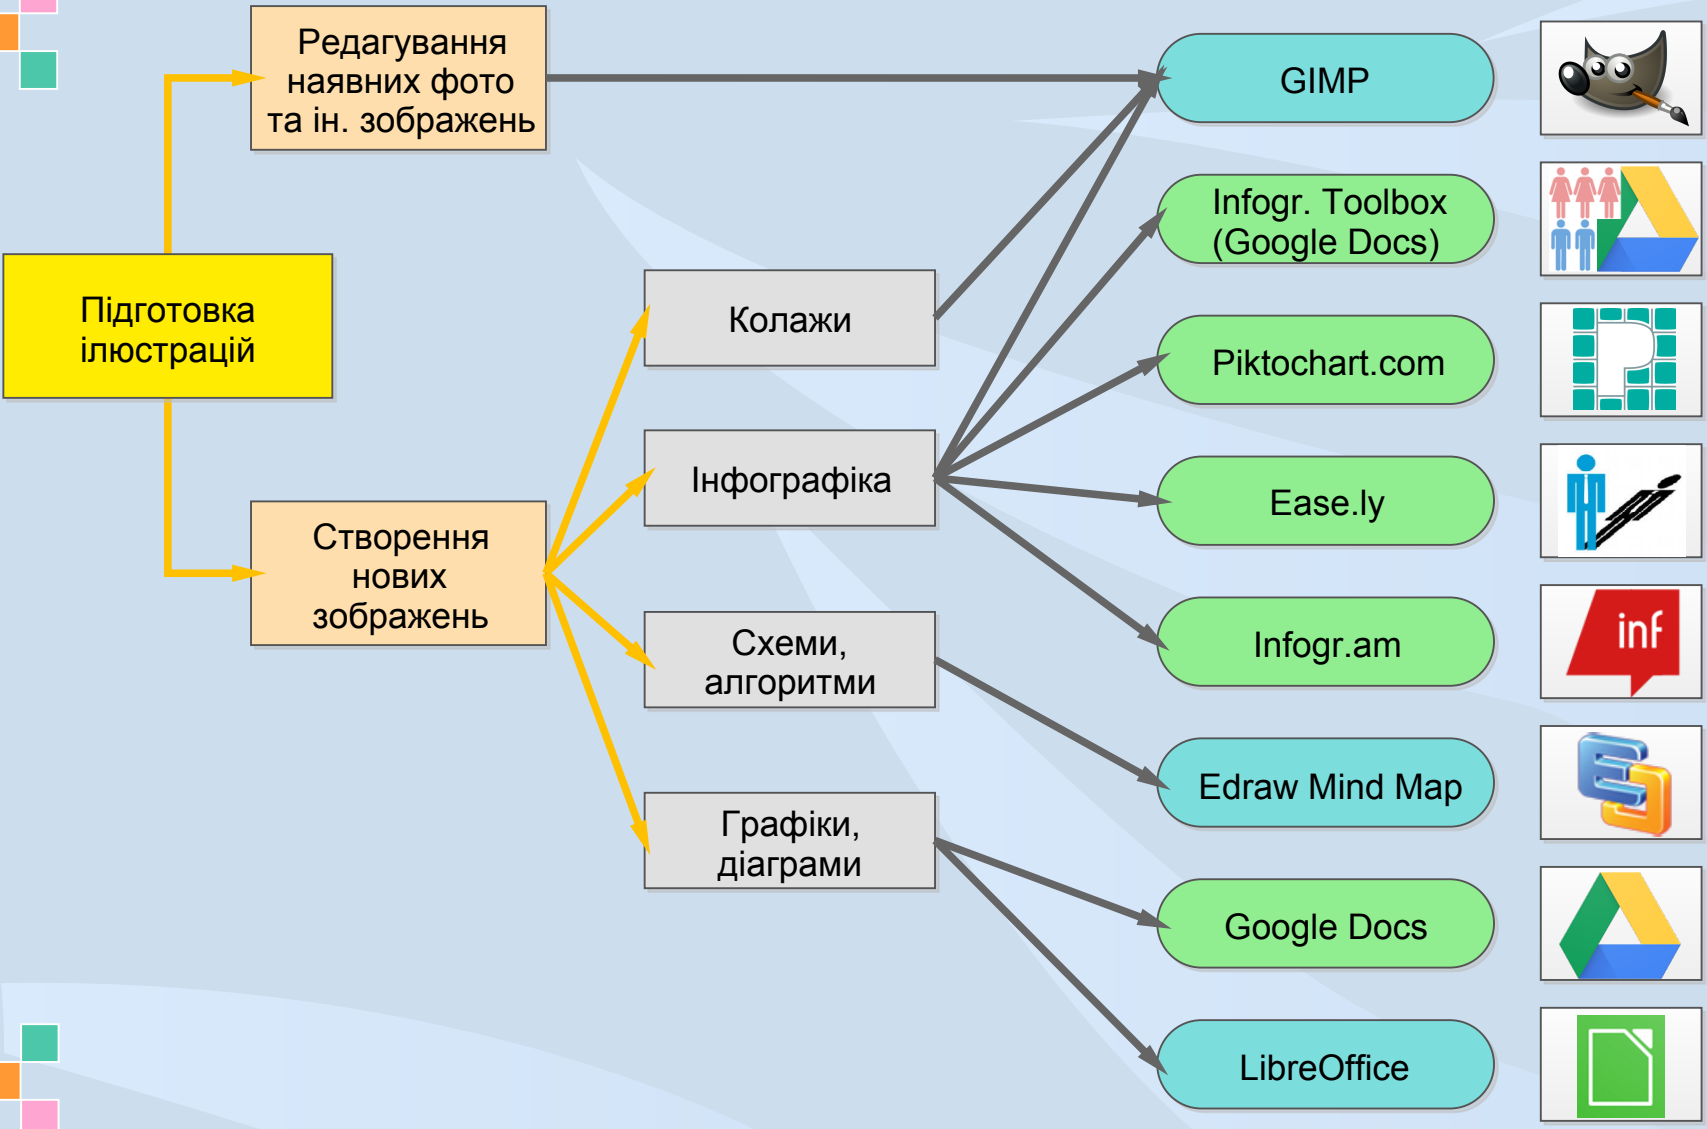 Редагування
наявних фото
та ін. зображень
Підготовка
ілюстрацій
Створення
нових
зображень
Колажи
Інфографіка
Схеми,
алгоритми
Графіки,
діаграми
GIMP
Infogr. Toolbox
(Google Docs)
Piktochart.com
Ease.ly
Infogr.am
inf
Edraw Mind Map
Google Docs
LibreOffice